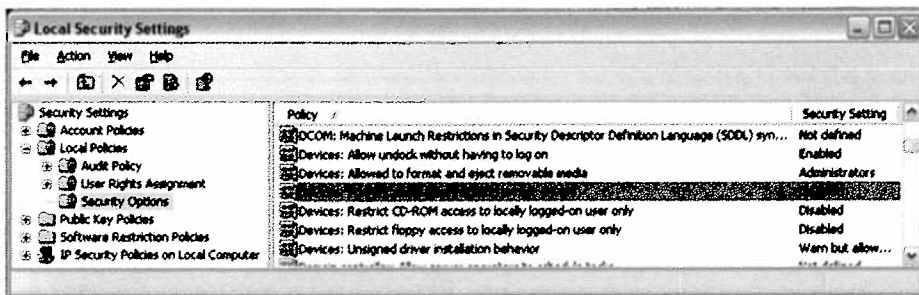 Local Security Settings
File Action View Help
Security Settings
Account Policies
Local Policies
Audit Policy
User Rights Assignment
Security Options
Public Key Policies
Software Restriction Policies
IP Security Policies on Local Computer
Policy Security Setting
DCOM: Machine Launch Restrictions in Security Descriptor Definition Language (SDDL) syn... Not defined
Devices: Allow undock without having to log on Enabled
Devices: Allowed to format and eject removable media Administrators
Devices: Restrict CD-ROM access to locally logged-on user only Disabled
Devices: Restrict floppy access to locally logged-on user only Disabled
Devices: Unsigned driver installation behavior Warn but allow...